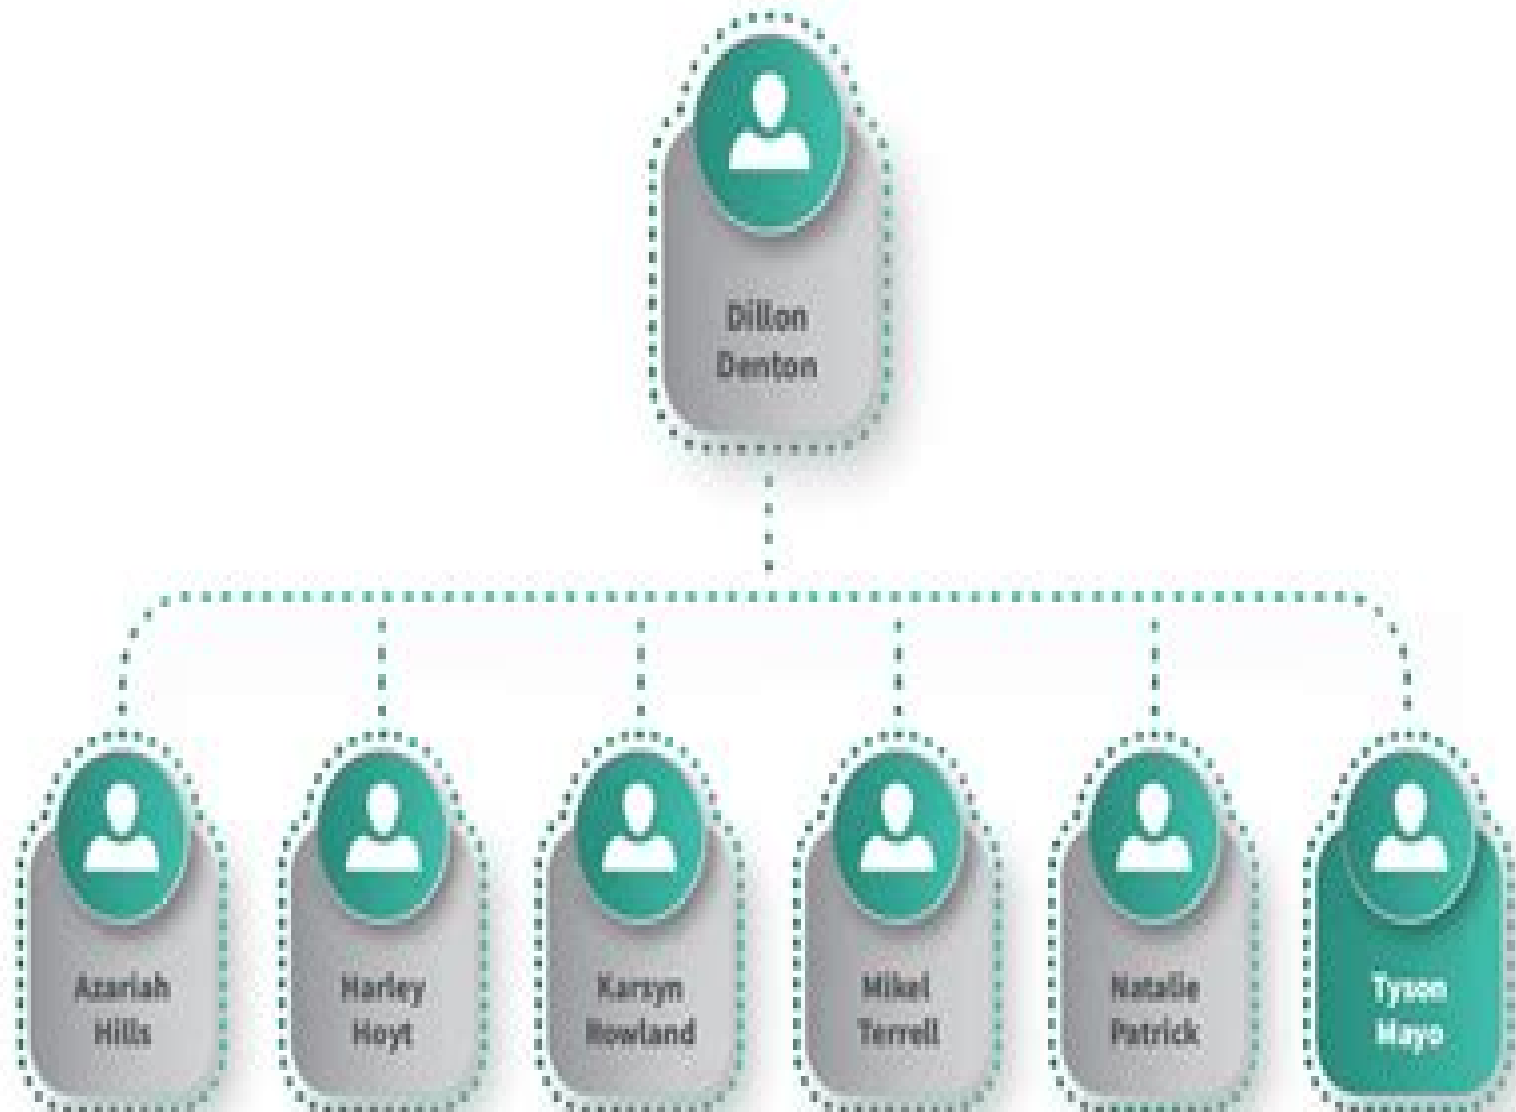 Dillon
Denton
Azariah
Hills
Harley
Hoyt
Karsyn
Rowland
Mikel
Terrell
Natalie
Patrick
Tyson
Mayo